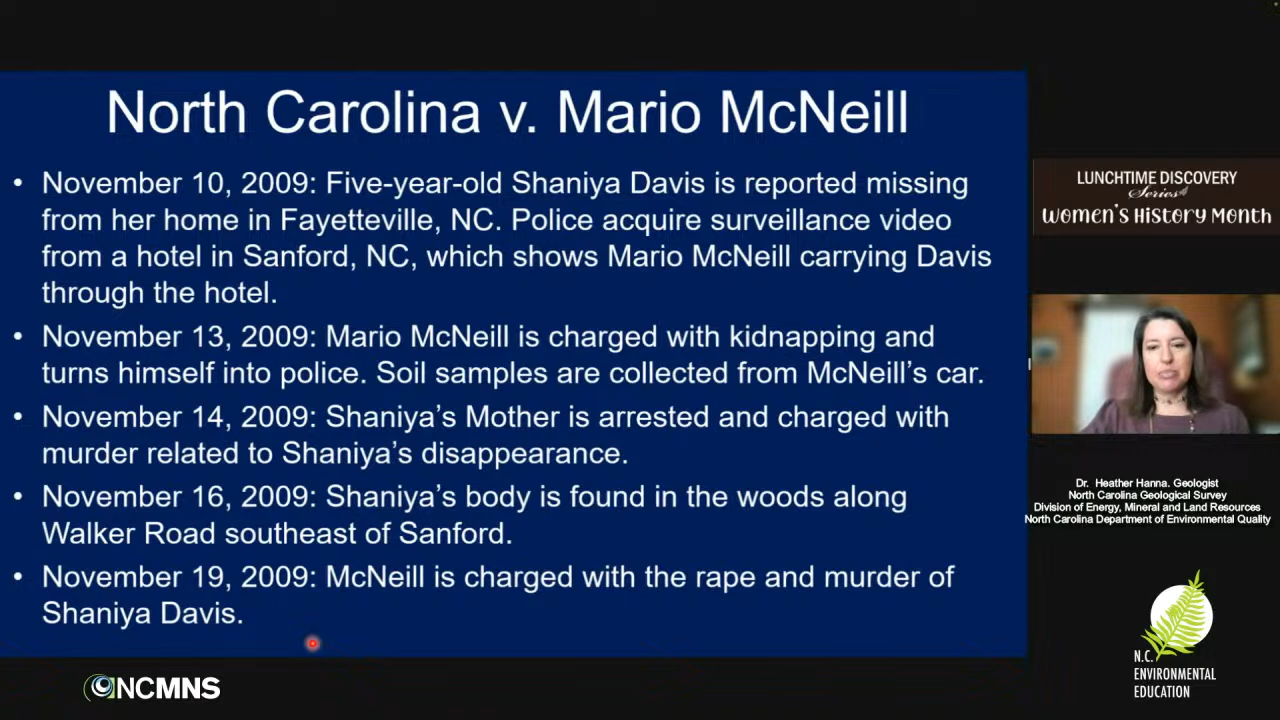 North Carolina v. Mario McNeill
• November 10, 2009: Five-year-old Shaniya Davis is reported missing
from her home in Fayetteville, NC. Police acquire surveillance video
from a hotel in Sanford, NC, which shows Mario McNeill carrying Davis
through the hotel.
• November 13, 2009: Mario McNeill is charged with kidnapping and
turns himself into police. Soil samples are collected from McNeill's car.
• November 14, 2009: Shaniya's Mother is arrested and charged with
murder related to Shaniya's disappearance.
• November 16, 2009: Shaniya's body is found in the woods along
Walker Road southeast of Sanford.
• November 19, 2009: McNeill is charged with the rape and murder of
Shaniya Davis.
NCMNS
LUNCHTIME DISCOVERY
Series
Women's History Month
Dr. Heather Hanna. Geologist
North Carolina Geological Survey
Division of Energy, Mineral and Land Resources
North Carolina Department of Environmental Quality
N.C.
ENVIRONMENTAL
EDUCATION